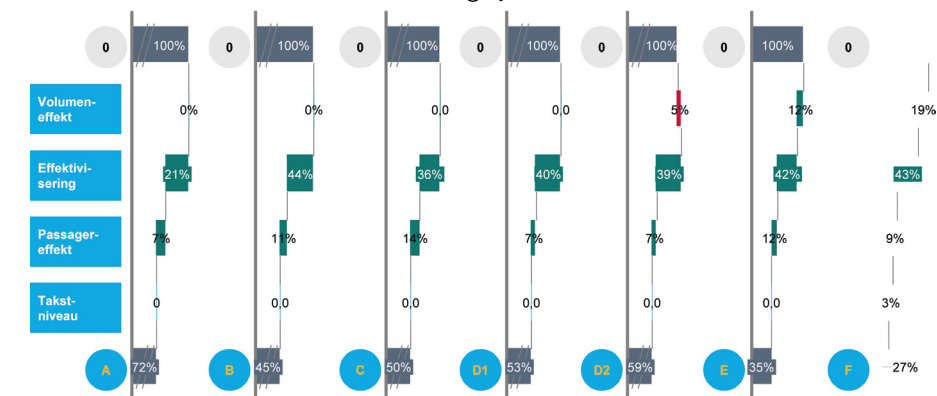 0 100% 0 100% 0 100% 0 100% 0 100% 0 100% 0
Volumen-
effekt
0% 0% 0,0 0,0 5% 12% 19%
Effektivi-
sering
21% 44% 36% 40% 39% 42% 43%
Passager-
effekt
7% 11% 14% 7% 7% 12% 9%
Takst-
niveau
0 0,0 0,0 0,0 0,0 0,0 3%
A 72% B 45% C 50% D1 53% D2 59% E 35% F 27%